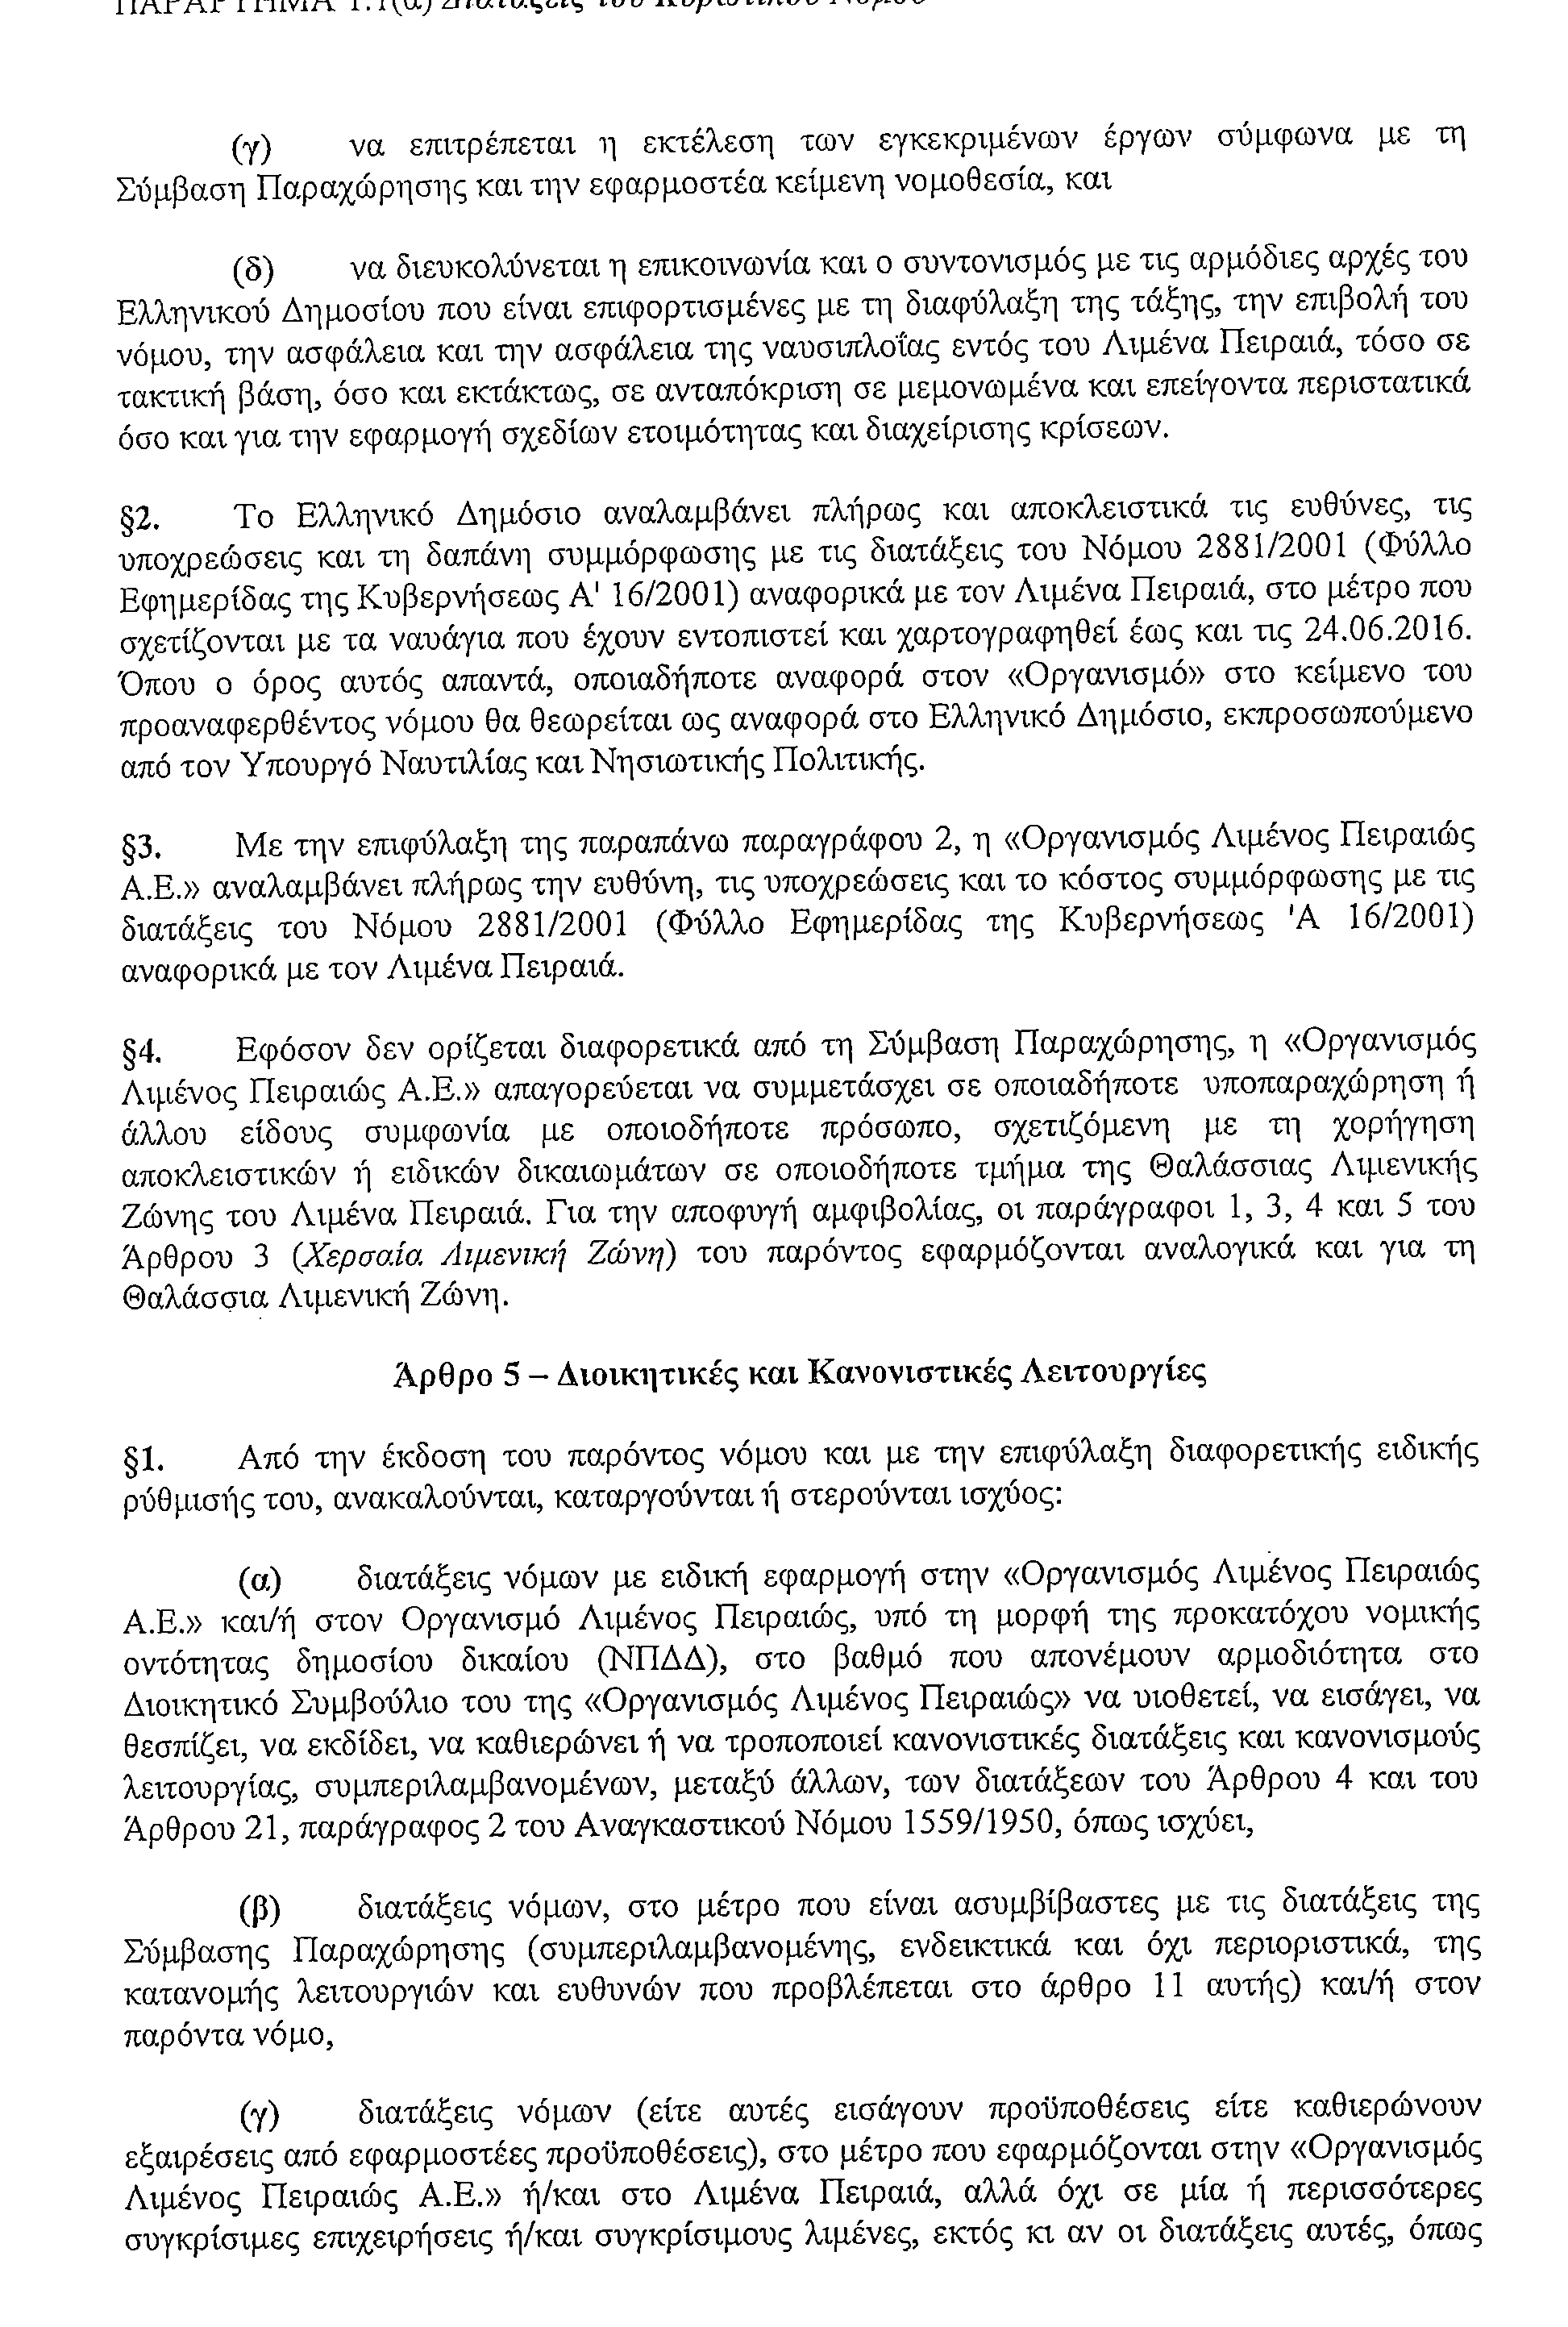 ΠΑΡΑΡΤΗΜΑ 1.1(α) Διατάξεις του Κυρωτικού Νόμου
(γ) να επιτρέπεται η εκτέλεση των εγκεκριμένων έργων σύμφωνα με τη
Σύμβαση Παραχώρησης και την εφαρμοστέα κείμενη νομοθεσία, και
(δ) να διευκολύνεται η επικοινωνία και ο συντονισμός με τις αρμόδιες αρχές του
Ελληνικού Δημοσίου που είναι επιφορτισμένες με τη διαφύλαξη της τάξης, την επιβολή του
νόμου, την ασφάλεια και την ασφάλεια της ναυσιπλοΐας εντός του Λιμένα Πειραιά, τόσο σε
τακτική βάση, όσο και εκτάκτως, σε ανταπόκριση σε μεμονωμένα και επείγοντα περιστατικά
όσο και για την εφαρμογή σχεδίων ετοιμότητας και διαχείρισης κρίσεων.
§2. Το Ελληνικό Δημόσιο αναλαμβάνει πλήρως και αποκλειστικά τις ευθύνες, τις
υποχρεώσεις και τη δαπάνη συμμόρφωσης με τις διατάξεις του Νόμου 2881/2001 (Φύλλο
Εφημερίδας της Κυβερνήσεως Α' 16/2001) αναφορικά με τον Λιμένα Πειραιά, στο μέτρο που
σχετίζονται με τα ναυάγια που έχουν εντοπιστεί και χαρτογραφηθεί έως και τις 24.06.2016.
Όπου ο όρος αυτός απαντά, οποιαδήποτε αναφορά στον «Οργανισμό» στο κείμενο του
προαναφερθέντος νόμου θα θεωρείται ως αναφορά στο Ελληνικό Δημόσιο, εκπροσωπούμενο
από τον Υπουργό Ναυτιλίας και Νησιωτικής Πολιτικής.
§3. Με την επιφύλαξη της παραπάνω παραγράφου 2, η «Οργανισμός Λιμένος Πειραιώς
Α.Ε.» αναλαμβάνει πλήρως την ευθύνη, τις υποχρεώσεις και το κόστος συμμόρφωσης με τις
διατάξεις του Νόμου 2881/2001 (Φύλλο Εφημερίδας της Κυβερνήσεως 'Α 16/2001)
αναφορικά με τον Λιμένα Πειραιά.
§4. Εφόσον δεν ορίζεται διαφορετικά από τη Σύμβαση Παραχώρησης, η «Οργανισμός
Λιμένος Πειραιώς Α.Ε.» απαγορεύεται να συμμετάσχει σε οποιαδήποτε υποπαραχώρηση ή
άλλου είδους συμφωνία με οποιοδήποτε πρόσωπο, σχετιζόμενη με τη χορήγηση
αποκλειστικών ή ειδικών δικαιωμάτων σε οποιοδήποτε τμήμα της Θαλάσσιας Λιμενικής
Ζώνης του Λιμένα Πειραιά. Για την αποφυγή αμφιβολίας, οι παράγραφοι 1, 3, 4 και 5 του
Άρθρου 3 (Χερσαία Λιμενική Ζώνη) του παρόντος εφαρμόζονται αναλογικά και για τη
Θαλάσσια Λιμενική Ζώνη.
Άρθρο 5 – Διοικητικές και Κανονιστικές Λειτουργίες
§1. Από την έκδοση του παρόντος νόμου και με την επιφύλαξη διαφορετικής ειδικής
ρύθμισής του, ανακαλούνται, καταργούνται ή στερούνται ισχύος:
(α) διατάξεις νόμων με ειδική εφαρμογή στην «Οργανισμός Λιμένος Πειραιώς
Α.Ε.» και/ή στον Οργανισμό Λιμένος Πειραιώς, υπό τη μορφή της προκατόχου νομικής
οντότητας δημοσίου δικαίου (ΝΠΔΔ), στο βαθμό που απονέμουν αρμοδιότητα στο
Διοικητικό Συμβούλιο του της «Οργανισμός Λιμένος Πειραιώς» να υιοθετεί, να εισάγει, να
θεσπίζει, να εκδίδει, να καθιερώνει ή να τροποποιεί κανονιστικές διατάξεις και κανονισμούς
λειτουργίας, συμπεριλαμβανομένων, μεταξύ άλλων, των διατάξεων του Άρθρου 4 και του
Άρθρου 21, παράγραφος 2 του Αναγκαστικού Νόμου 1559/1950, όπως ισχύει,
(β) διατάξεις νόμων, στο μέτρο που είναι ασυμβίβαστες με τις διατάξεις της
Σύμβασης Παραχώρησης (συμπεριλαμβανομένης, ενδεικτικά και όχι περιοριστικά, της
κατανομής λειτουργιών και ευθυνών που προβλέπεται στο άρθρο 11 αυτής) και/ή στον
παρόντα νόμο,
(γ) διατάξεις νόμων (είτε αυτές εισάγουν προϋποθέσεις είτε καθιερώνουν
εξαιρέσεις από εφαρμοστέες προϋποθέσεις), στο μέτρο που εφαρμόζονται στην «Οργανισμός
Λιμένος Πειραιώς Α.Ε.» ή/και στο Λιμένα Πειραιά, αλλά όχι σε μία ή περισσότερες
συγκρίσιμες επιχειρήσεις ή/και συγκρίσιμους λιμένες, εκτός κι αν οι διατάξεις αυτές, όπως